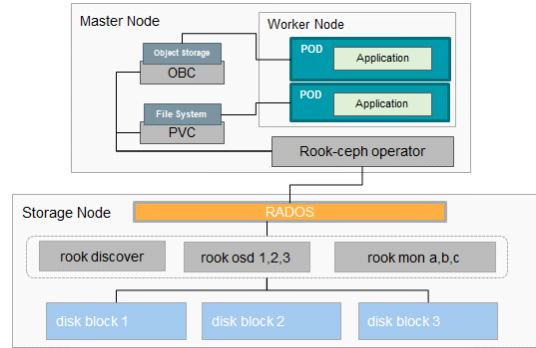 Master Node
Worker Node
Object Storage
OBC
POD
Application
POD
Application
File System
PVC
Rook-ceph operator
Storage Node
RADOS
rook discover
rook osd 1,2,3
rook mon a,b,c
disk block 1
disk block 2
disk block 3